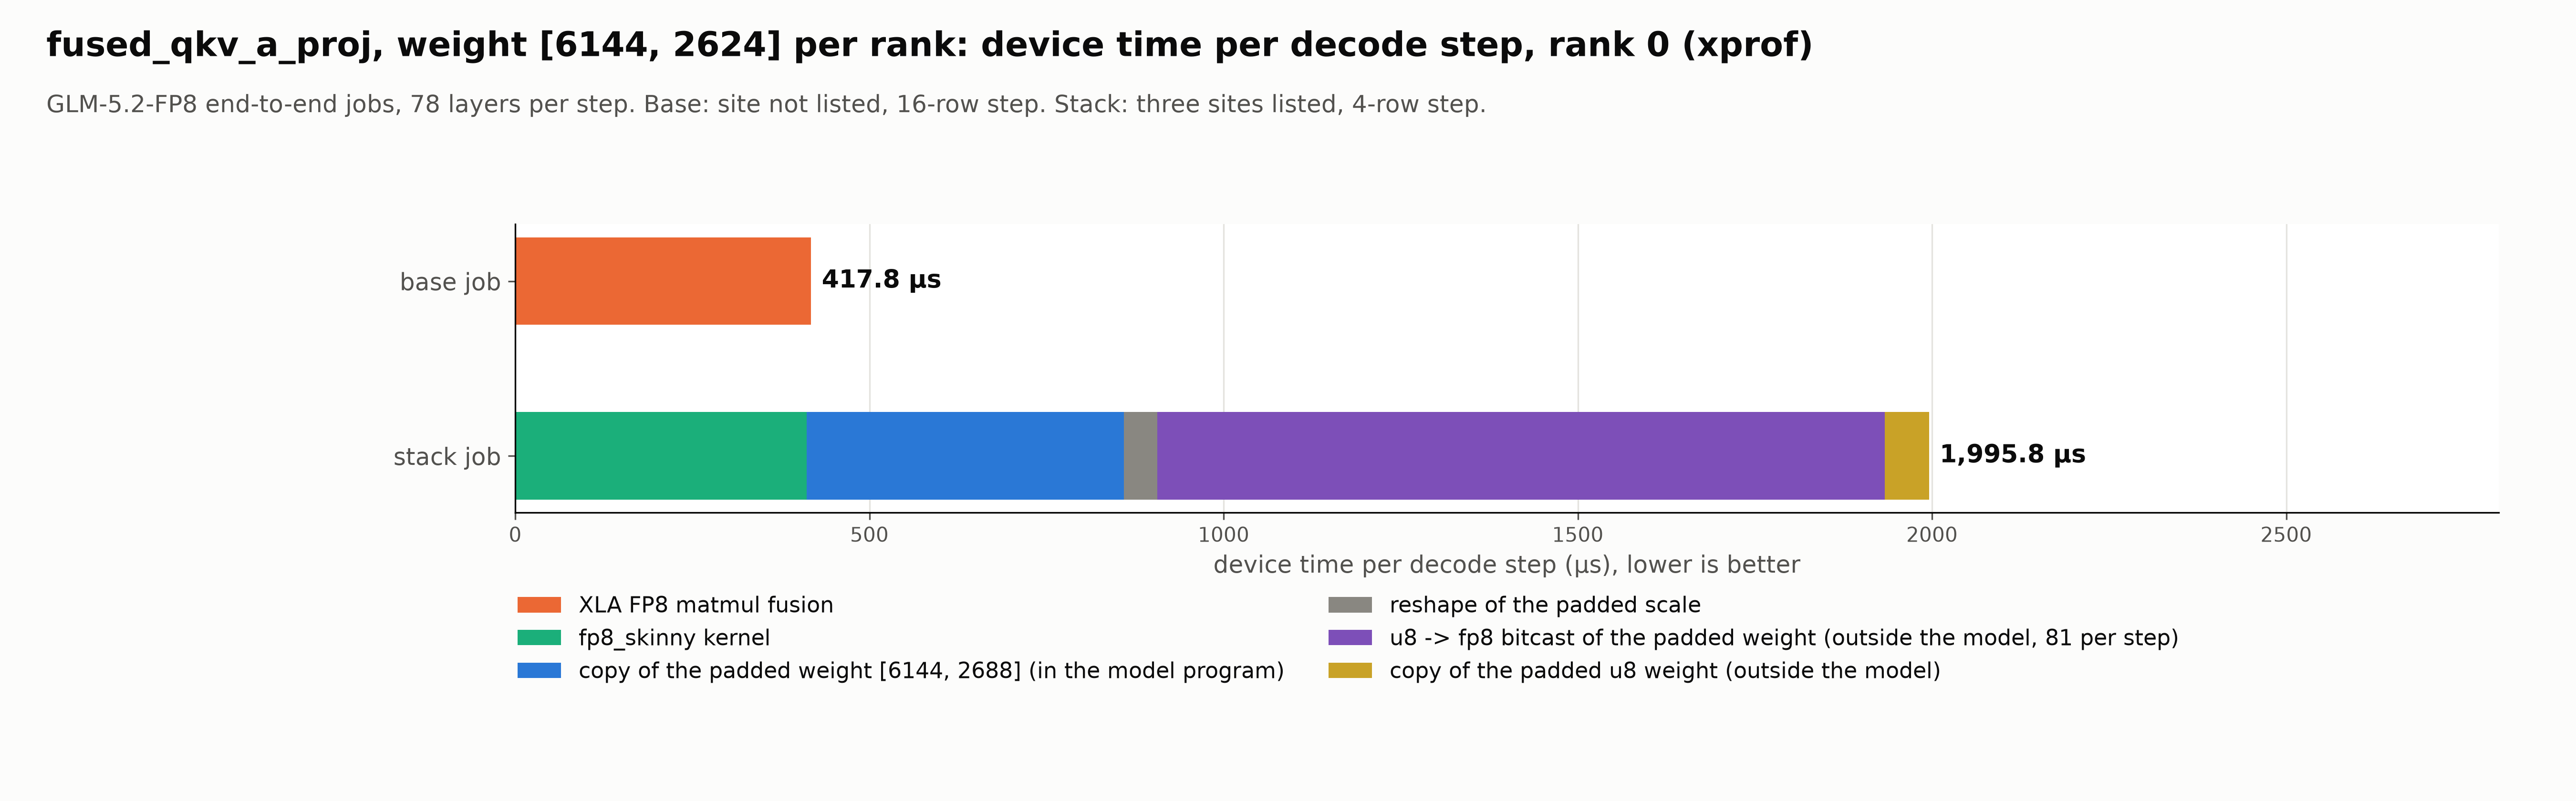 fused_qkv_a_proj, weight [6144, 2624] per rank: device time per decode step, rank 0 (xprof)
GLM-5.2-FP8 end-to-end jobs, 78 layers per step. Base: site not listed, 16-row step. Stack: three sites listed, 4-row step.
base job
417.8 µs
stack job
1,995.8 µs
0
500
1000
1500
2000
2500
device time per decode step (µs), lower is better
XLA FP8 matmul fusion
fp8_skinny kernel
copy of the padded weight [6144, 2688] (in the model program)
reshape of the padded scale
u8 -> fp8 bitcast of the padded weight (outside the model, 81 per step)
copy of the padded u8 weight (outside the model)